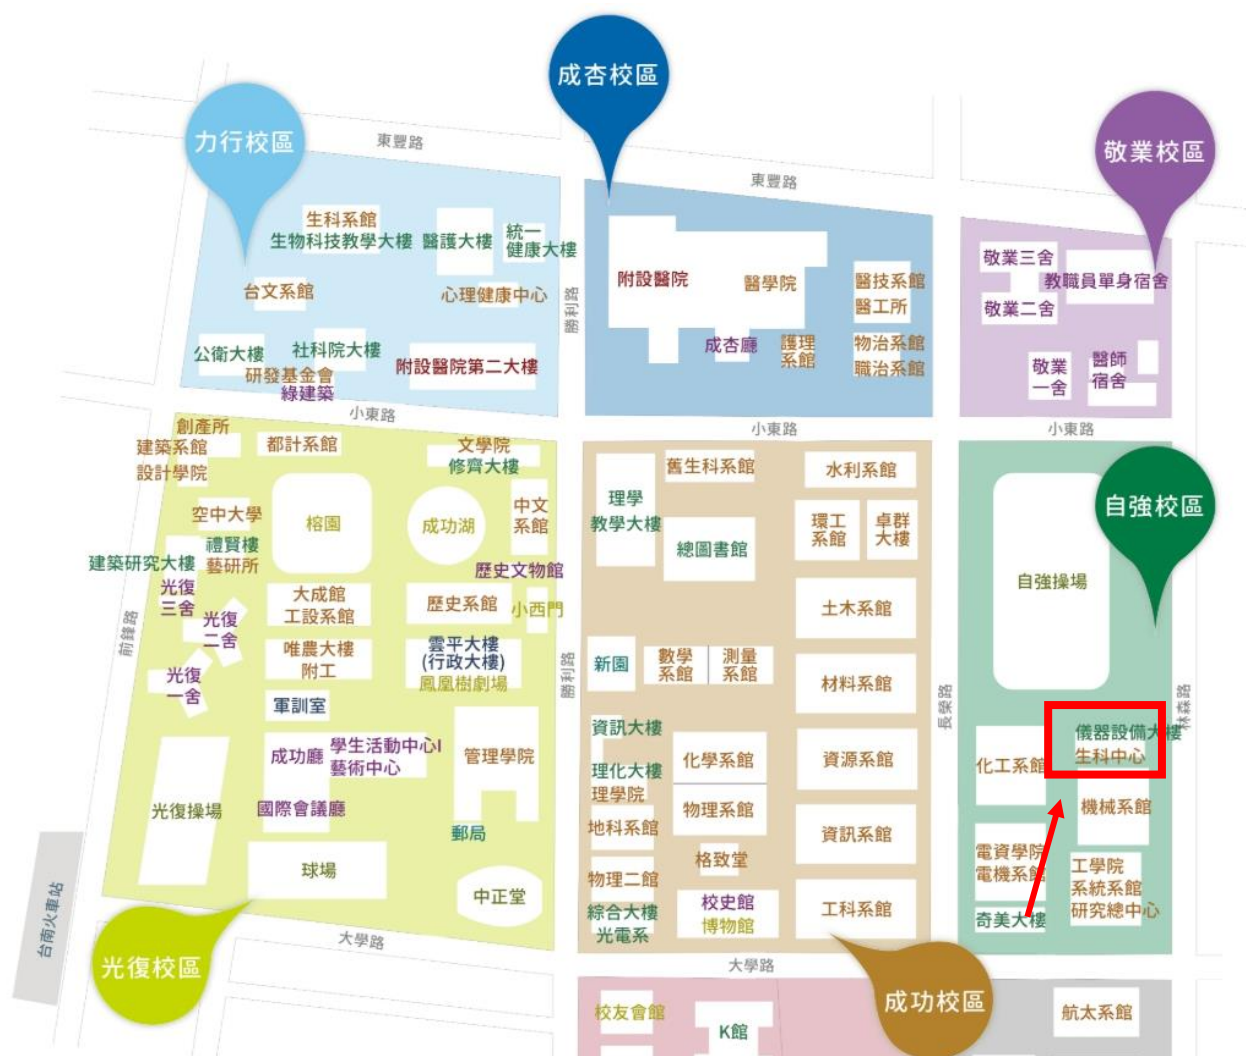 成杏校區
力行校區
敬業校區
東豐路
東豐路
生科系館
生物科技教學大樓
醫護大樓
統一
健康大樓
台文系館
心理健康中心
勝利路
公衛大樓
社科院大樓
研發基金會
綠建築
附設醫院第二大樓
附設醫院
醫學院
醫技系館
醫工所
成杏廳
護理
系館
物治系館
職治系館
敬業三舍
教職員單身宿舍
敬業二舍
敬業
一舍
醫師
宿舍
小東路
小東路
小東路
創產所
建築系館
設計學院
都計系館
文學院
修齊大樓
空中大學
榕園
成功湖
中文
系館
禮賢樓
建築研究大樓
藝研所
歷史文物館
光復
三舍
大成館
工設系館
歷史系館
小西門
光復
二舍
前鋒路
唯農大樓
附工
雲平大樓
(行政大樓)
鳳凰樹劇場
光復
一舍
軍訓室
勝利路
成功廳
學生活動中心I
藝術中心
管理學院
國際會議廳
光復操場
郵局
球場
中正堂
台南火車站
光復校區
大學路
理學
教學大樓
舊生科系館
水利系館
總圖書館
環工
系館
卓群
大樓
土木系館
新園
數學
系館
測量
系館
材料系館
資訊大樓
理化大樓
理學院
化學系館
資源系館
地科系館
物理系館
資訊系館
物理二館
格致堂
綜合大樓
光電系
校史館
博物館
工科系館
長榮路
大學路
成功校區
自強校區
自強操場
林森路
儀器設備大樓
生科中心
化工系館
機械系館
電資學院
電機系館
工學院
系統系館
研究總中心
奇美大樓
校友會館
K館
航太系館